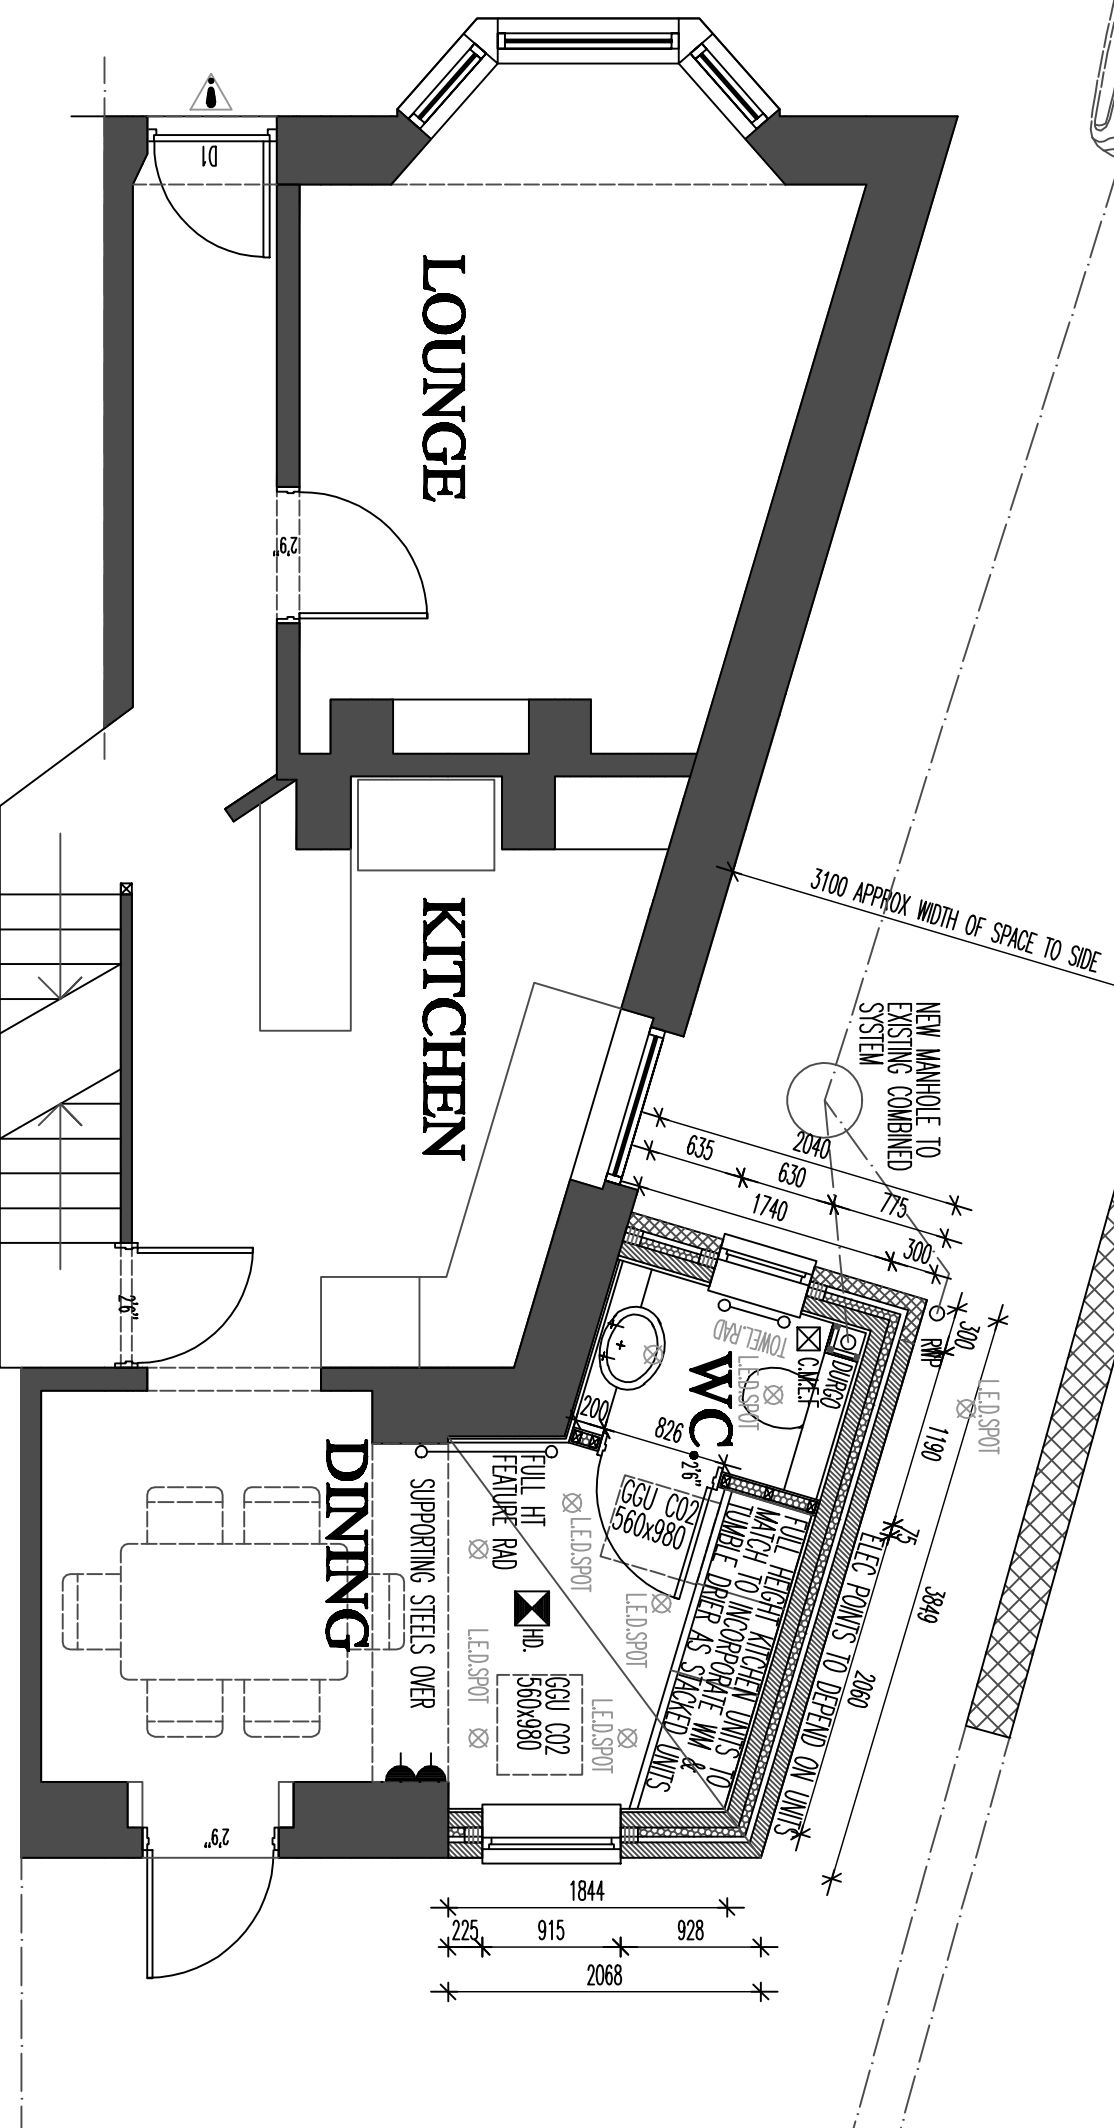 D1
LOUNGE
2'9"
KITCHEN
3100 APPROX WIDTH OF SPACE TO SIDE
NEW MANHOLE TO
EXISTING COMBINED
SYSTEM
2040
635
630
775
1740
300
300
RWP
L.E.D.SPOT
1190
75
3849
2060
TOWEL.RAD
L.E.D.SPOT
C.M.E.F
DURGO
WC
200
826
2'6"
GGU C02
560x980
FULL HEIGHT KITCHEN UNITS TO
MATCH TO INCORPORATE WM &
TUMBLE DRIER AS STACKED UNITS
ELEC POINTS TO DEPEND ON UNITS
2'6"
DINING
SUPPORTING STEELS OVER
FULL HT
FEATURE RAD
L.E.D.SPOT
L.E.D.SPOT
HD.
L.E.D.SPOT
GGU C02
560x980
L.E.D.SPOT
2'9"
1844
225
915
928
2068